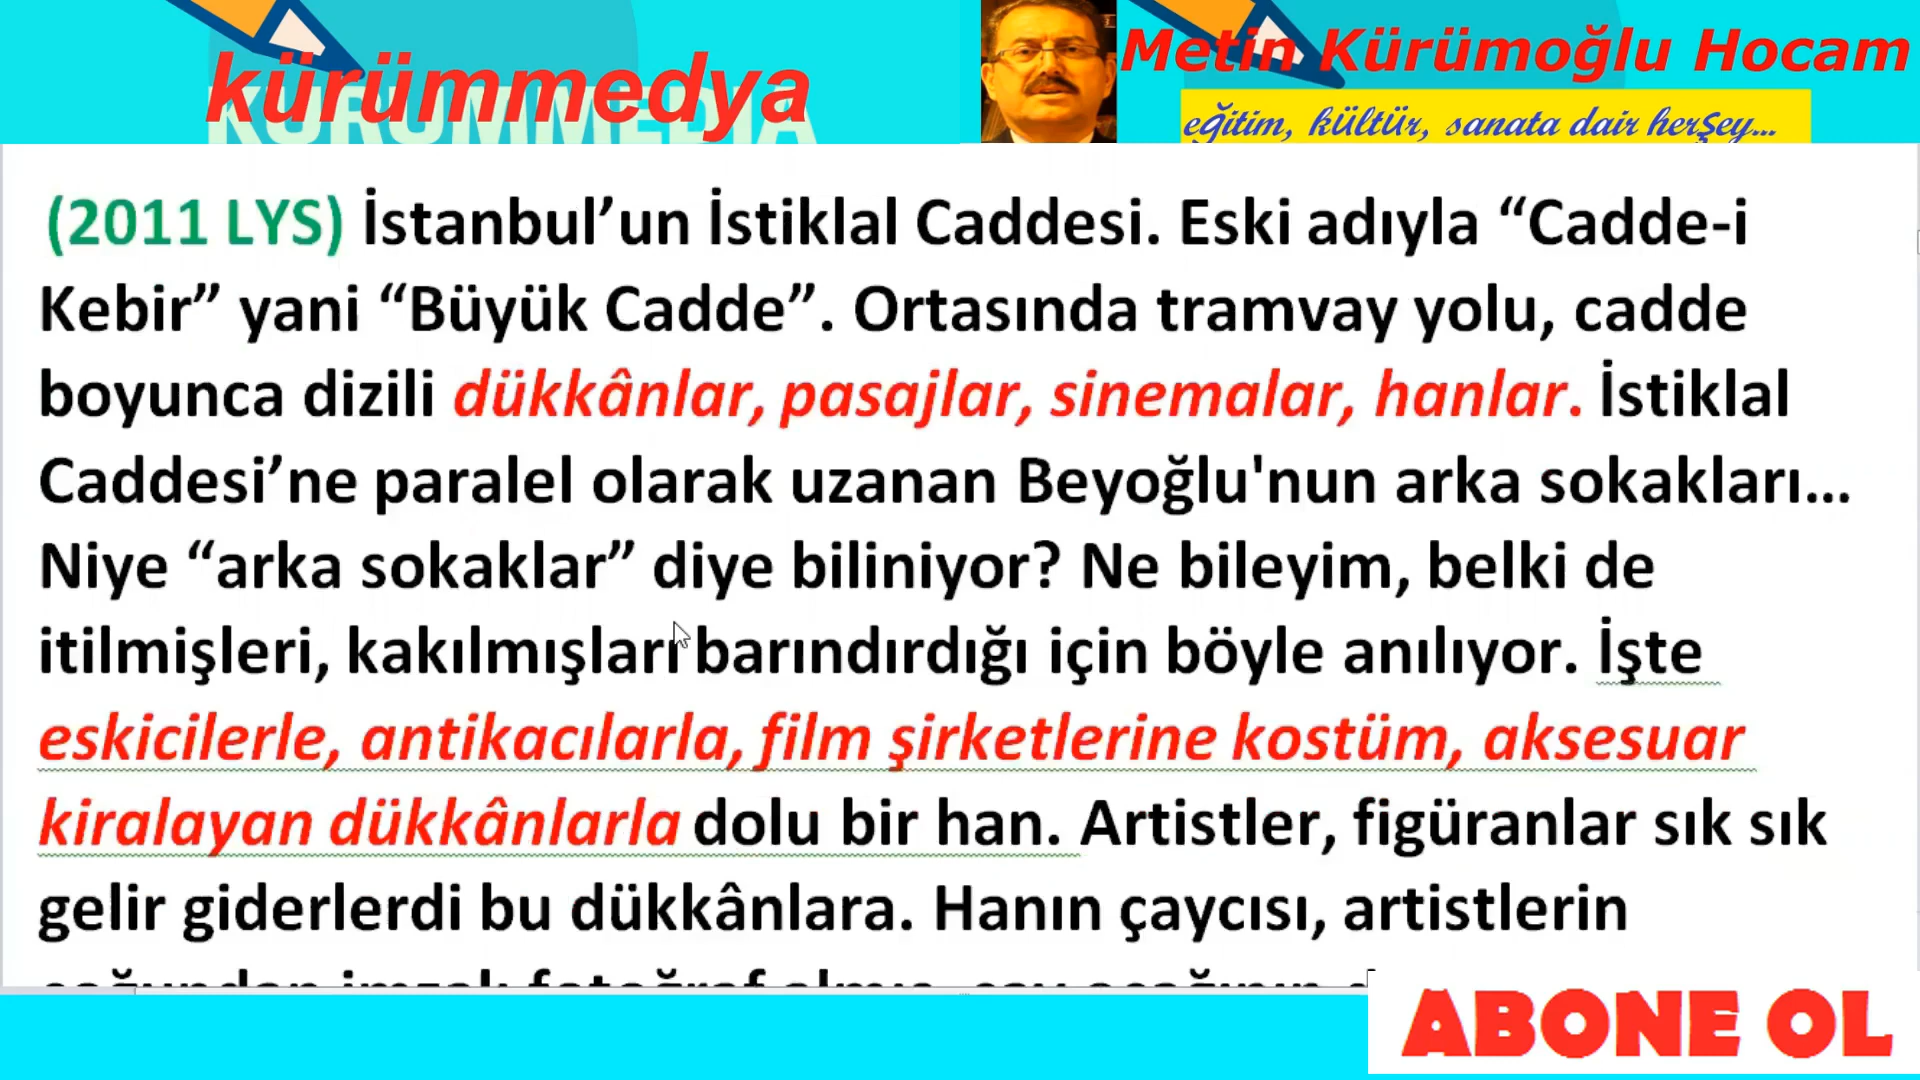 kürümmedya
KURUMMEDIA
Metin Kürümoğlu Hocam
eğitim, kültür, sanata dair herşey...
(2011 LYS) İstanbul’un İstiklal Caddesi. Eski adıyla “Cadde-i
Kebir” yani “Büyük Cadde”. Ortasında tramvay yolu, cadde
boyunca dizili dükkânlar, pasajlar, sinemalar, hanlar. İstiklal
Caddesi’ne paralel olarak uzanan Beyoğlu'nun arka sokakları...
Niye “arka sokaklar” diye biliniyor? Ne bileyim, belki de
itilmişleri, kakılmışları barındırdığı için böyle anılıyor. İşte
eskicilerle, antikacılarla, film şirketlerine kostüm, aksesuar
kiralayan dükkânlarla dolu bir han. Artistler, figüranlar sık sık
gelir giderlerdi bu dükkânlara. Hanın çaycısı, artistlerin
ABONE OL